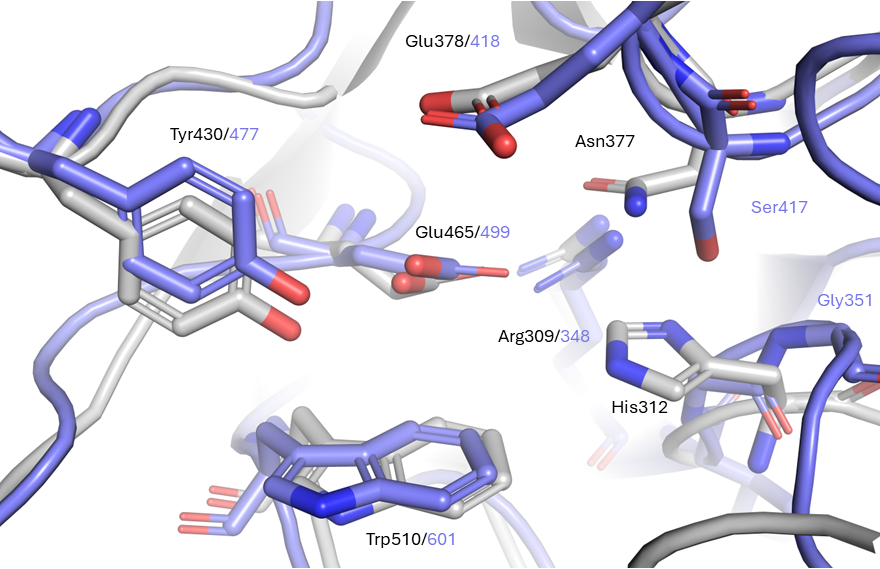 Glu378/418
Tyr430/477
Asn377
Ser417
Glu465/499
Gly351
Arg309/348
His312
Trp510/601